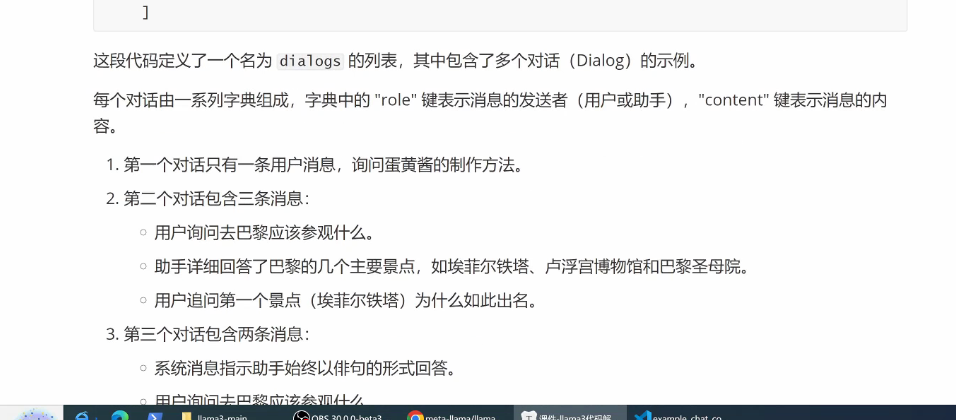 ]
这段代码定义了一个名为 dialogs 的列表，其中包含了多个对话（Dialog）的示例。
每个对话由一系列字典组成，字典中的 "role" 键表示消息的发送者（用户或助手），"content" 键表示消息的内
容。
1. 第一个对话只有一条用户消息，询问蛋黄酱的制作方法。
2. 第二个对话包含三条消息：
○ 用户询问去巴黎应该参观什么。
○ 助手详细回答了巴黎的几个主要景点，如埃菲尔铁塔、卢浮宫博物馆和巴黎圣母院。
○ 用户追问第一个景点（埃菲尔铁塔）为什么如此出名。
3. 第三个对话包含两条消息：
○ 系统消息指示助手始终以俳句的形式回答。
○ 用户询问去巴黎应该参观什么
llama3-main OBS 30.0.0-beta3 meta-llama/llama 课件-llama3代码解 example_chat_co